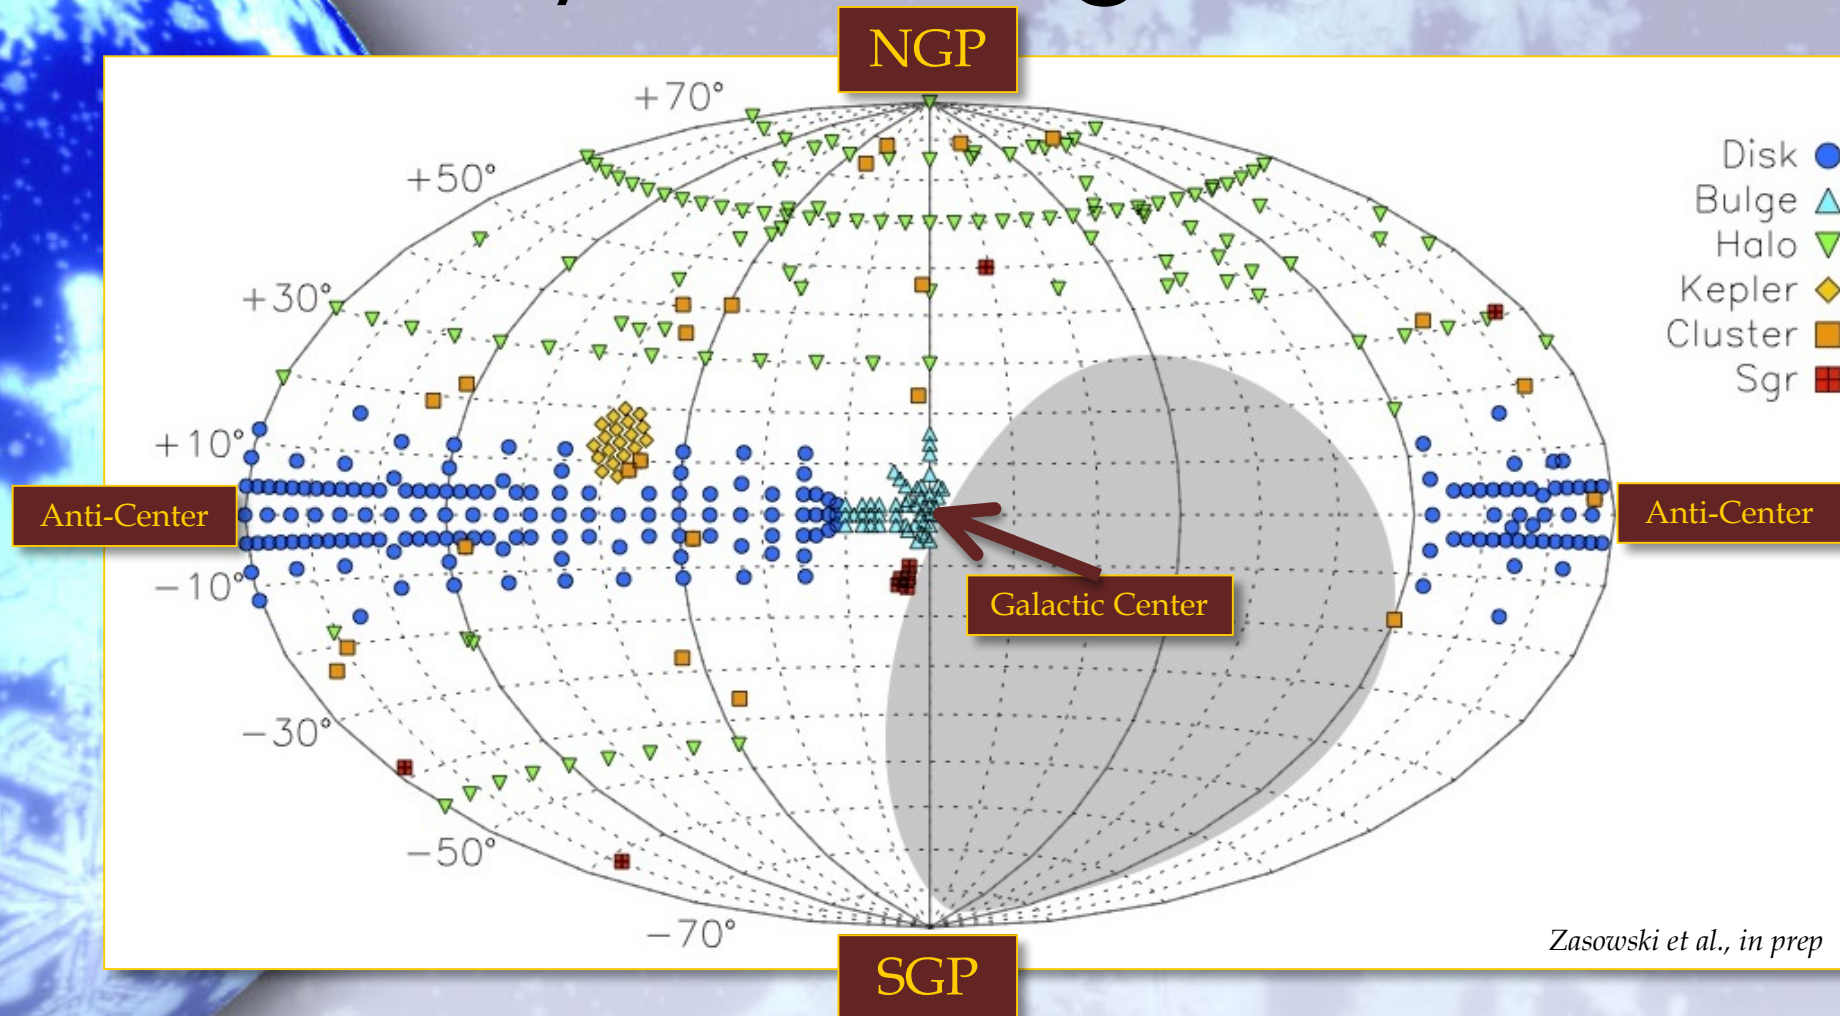 NGP
+70°
+50°
+30°
+10°
-10°
-30°
-50°
-70°
Disk
Bulge
Halo
Kepler
Cluster
Sgr
Anti-Center
Anti-Center
Galactic Center
Zasowski et al., in prep
SGP